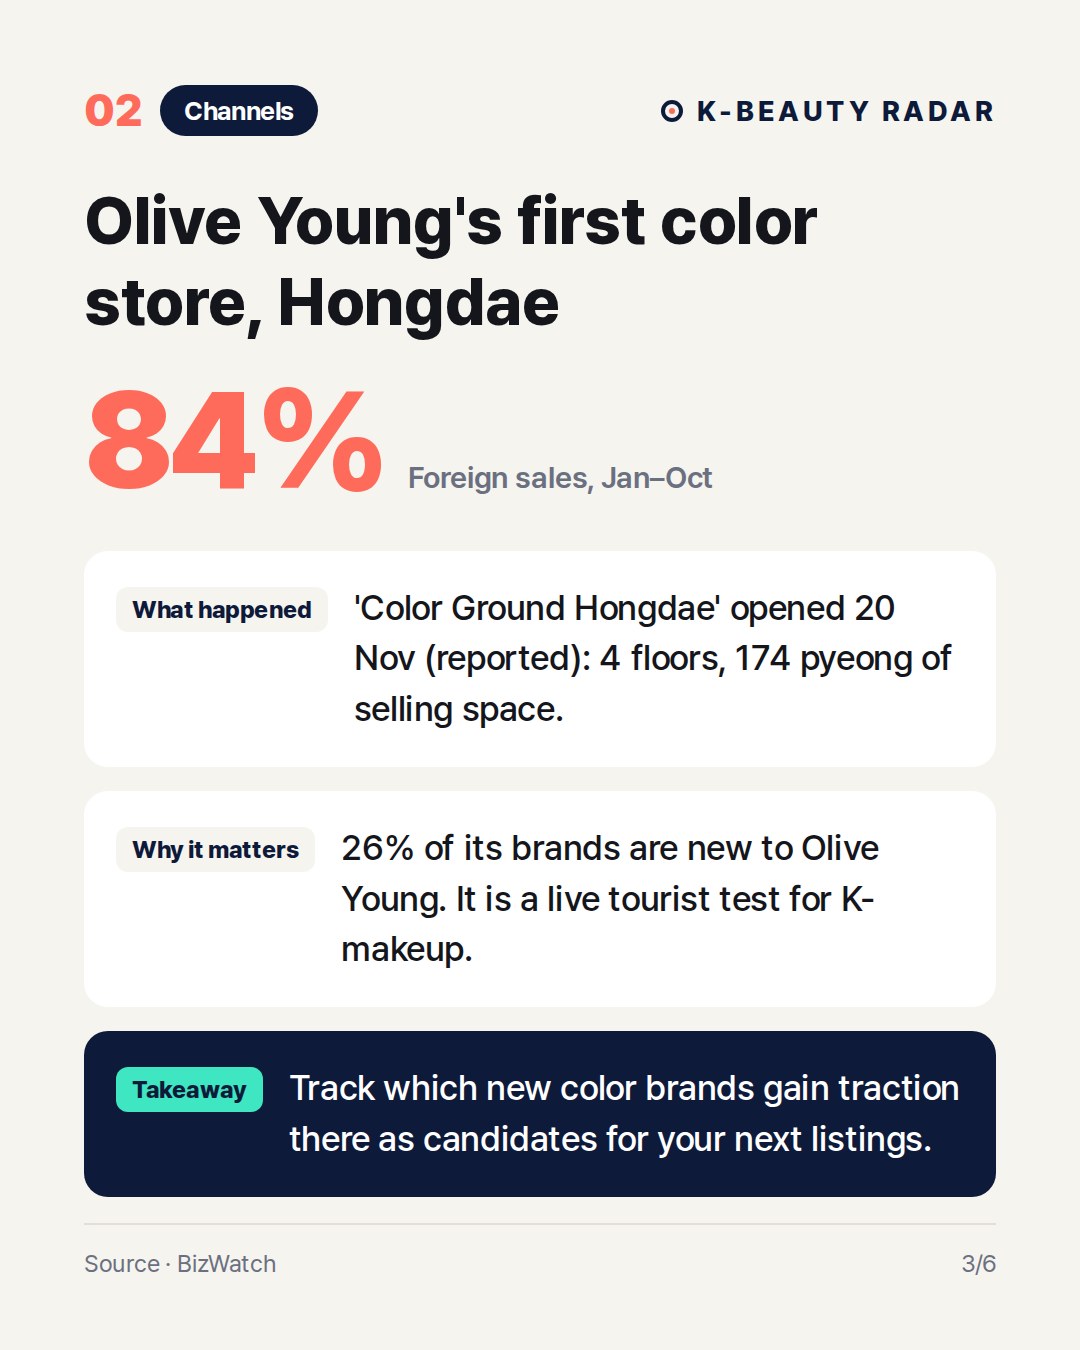 02 Channels
K-BEAUTY RADAR
Olive Young's first color
store, Hongdae
84% Foreign sales, Jan–Oct
What happened
'Color Ground Hongdae' opened 20
Nov (reported): 4 floors, 174 pyeong of
selling space.
Why it matters
26% of its brands are new to Olive
Young. It is a live tourist test for K-
makeup.
Takeaway
Track which new color brands gain traction
there as candidates for your next listings.
Source · BizWatch
3/6